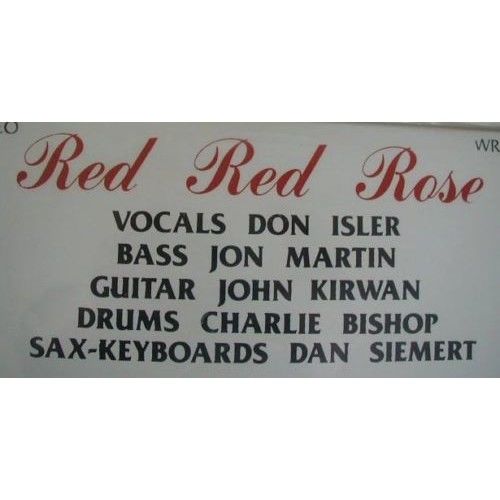 Red Red Rose
VOCALS DON ISLER
BASS JON MARTIN
GUITAR JOHN KIRWAN
DRUMS CHARLIE BISHOP
SAX-KEYBOARDS DAN SIEMERT